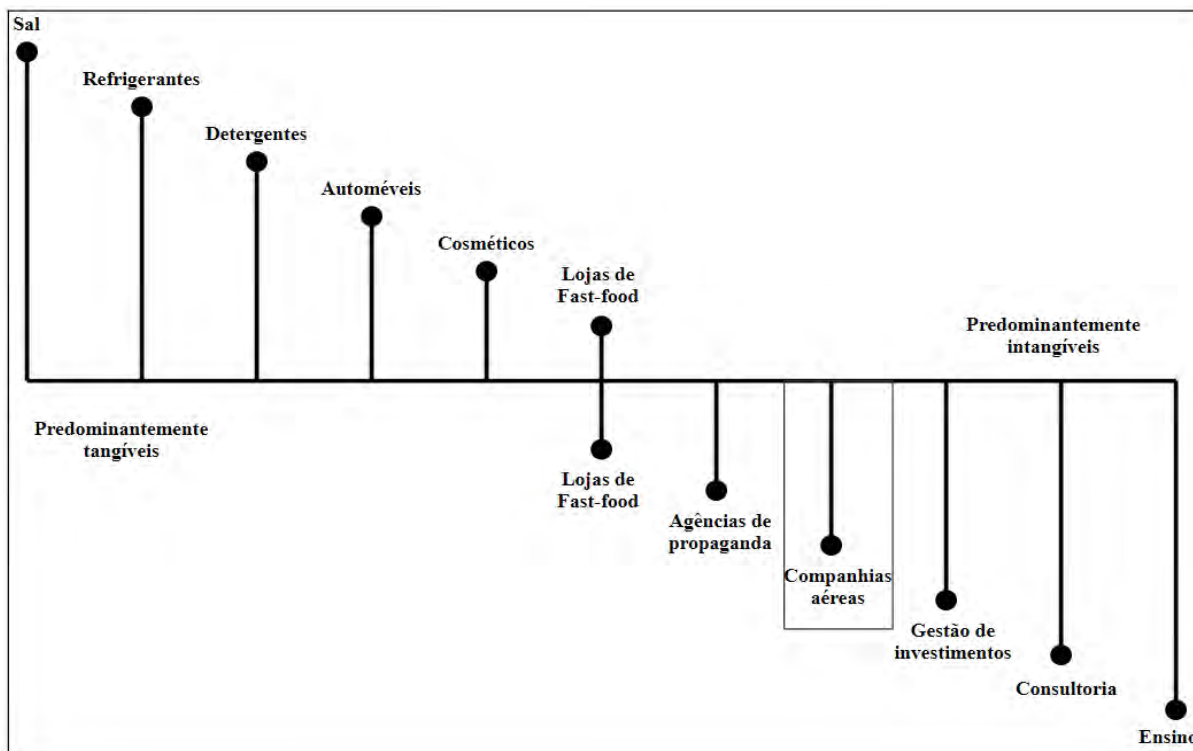 Sal
Refrigerantes
Detergentes
Automéveis
Cosméticos
Lojas de
Fast-food
Predominantemente
intangíveis
Predominantemente
tangíveis
Lojas de
Fast-food
Agências de
propaganda
Companhias
aéreas
Gestão de
investimentos
Consultoria
Ensino